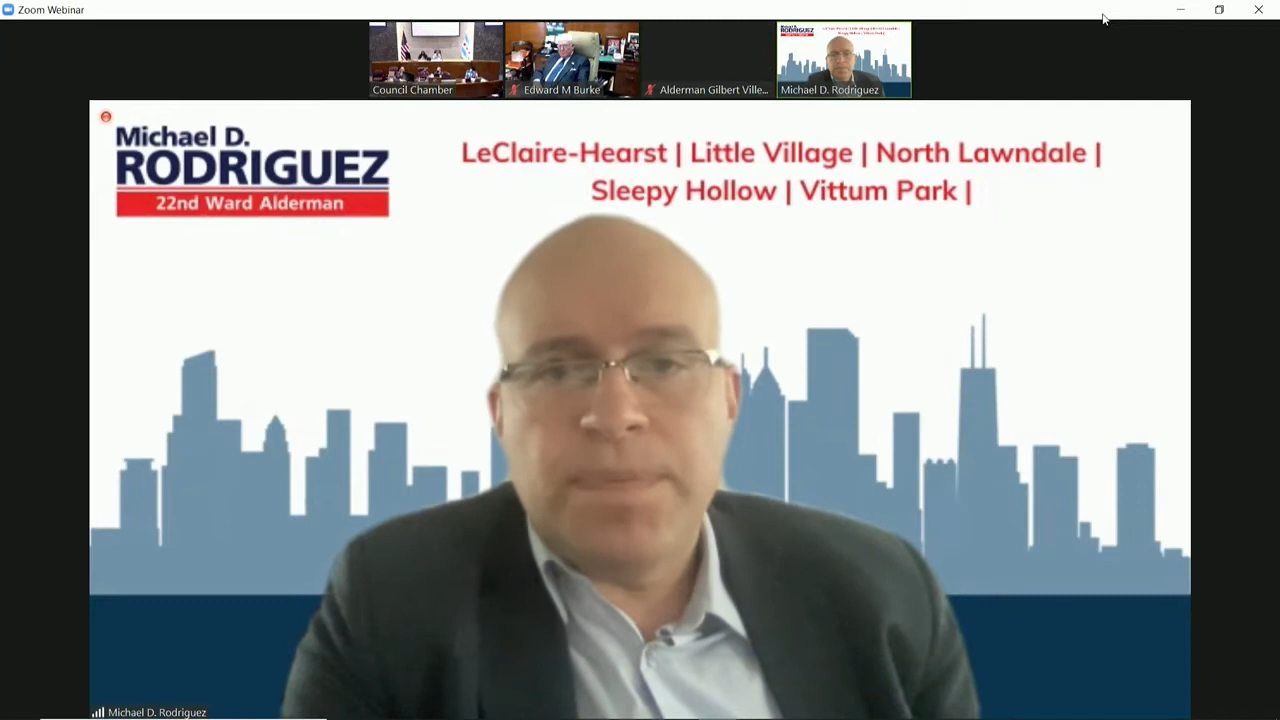 Zoom Webinar
Council Chamber
Edward M Burke
Alderman Gilbert Ville...
Michael D. Rodriguez
Michael D.
RODRIGUEZ
22nd Ward Alderman
LeClaire-Hearst | Little Village | North Lawndale |
Sleepy Hollow | Vittum Park |
Michael D. Rodriguez